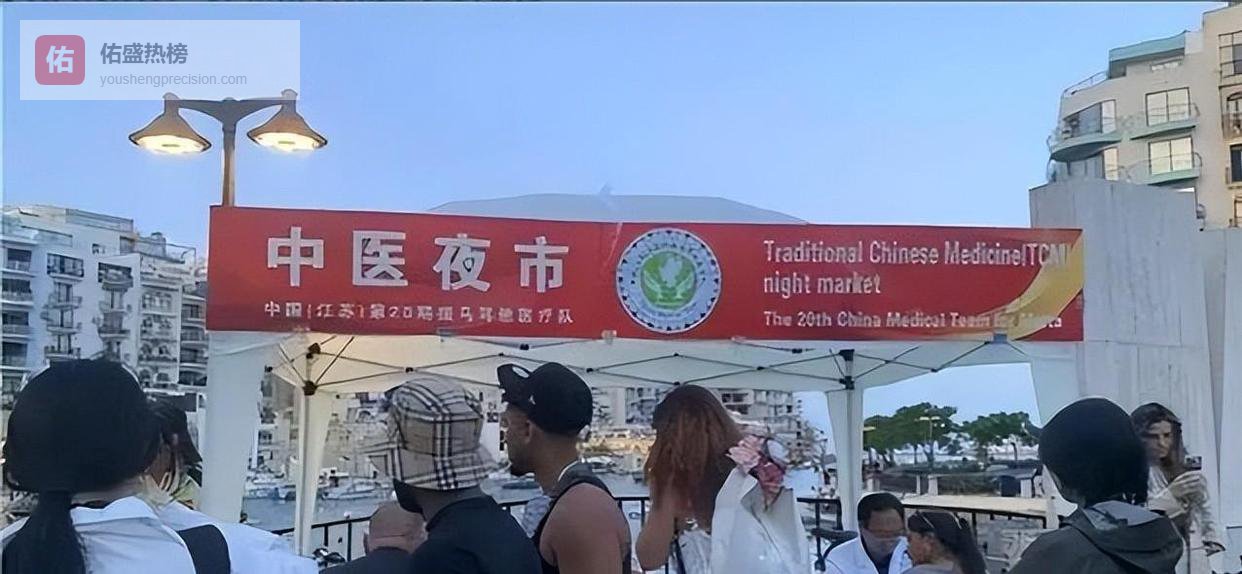 佑
佑盛热榜
youshengprecision.com
中医夜市
中国(江苏)第20期援马耳他医疗队
Traditional Chinese Medicine(TCM)
night market
The 20th China Medical Team for Malta